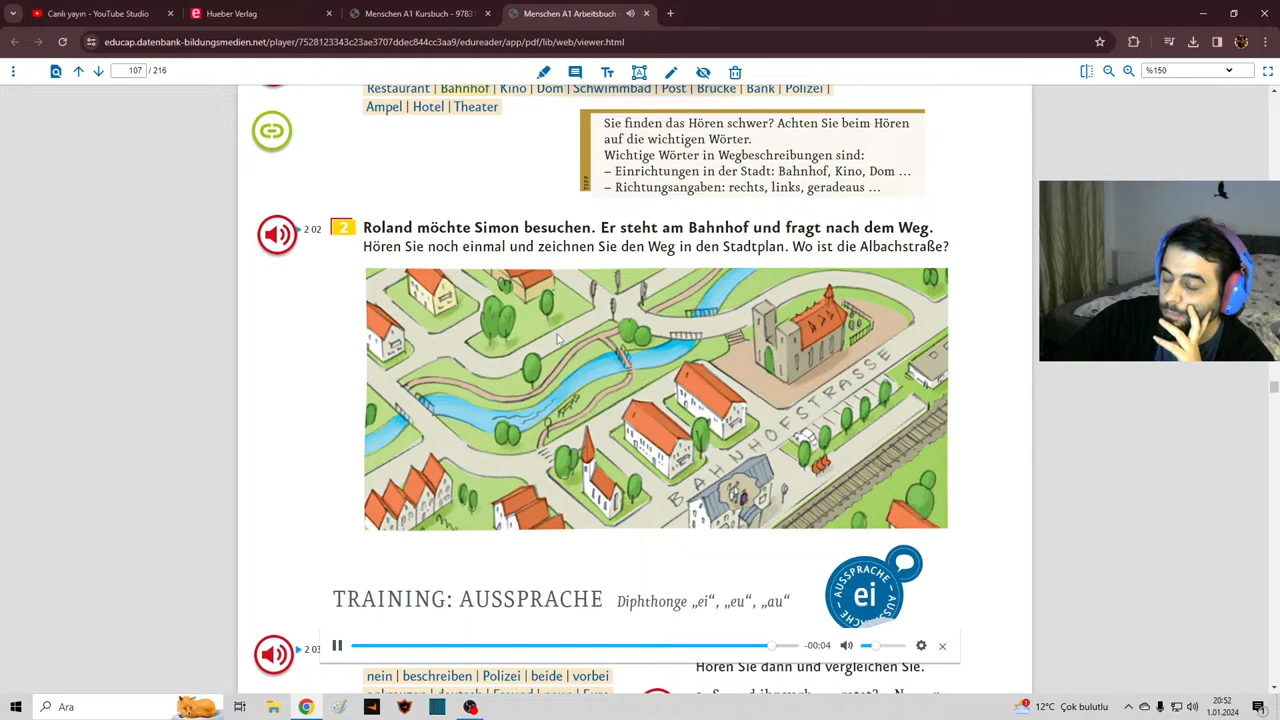 Canlı yayın - YouTube Studio
Hueber Verlag
Menschen A1 Kursbuch - 9783
Menschen A1 Arbeitsbuch
educap.datenbank-bildungsmedien.net/player/7528123343c23ae3707ddec844cc3aa9/edureader/app/pdf/lib/web/viewer.html
107 / 216
%150
Restaurant | Bahnhof | Kino | Dom | Schwimmbad | Post | Brücke | Bank | Polizei |
Ampel | Hotel | Theater
Sie finden das Hören schwer? Achten Sie beim Hören
auf die wichtigen Wörter.
Wichtige Wörter in Wegbeschreibungen sind:
– Einrichtungen in der Stadt: Bahnhof, Kino, Dom …
– Richtungsangaben: rechts, links, geradeaus …
TIPP
2 02
2 Roland möchte Simon besuchen. Er steht am Bahnhof und fragt nach dem Weg.
Hören Sie noch einmal und zeichnen Sie den Weg in den Stadtplan. Wo ist die Albachstraße?
BAHNHOFSTRASSE
TRAINING: AUSSPRACHE Diphthonge „ei“, „eu“, „au“
AUSSPRACHE
ei
-00:04
2 03
Hören Sie dann und vergleichen Sie.
nein | beschreiben | Polizei | beide | vorbei
ankreuzen | deutsch | Freund | neun | Euro
Ara
12°C Çok bulutlu
20:52
1.01.2024